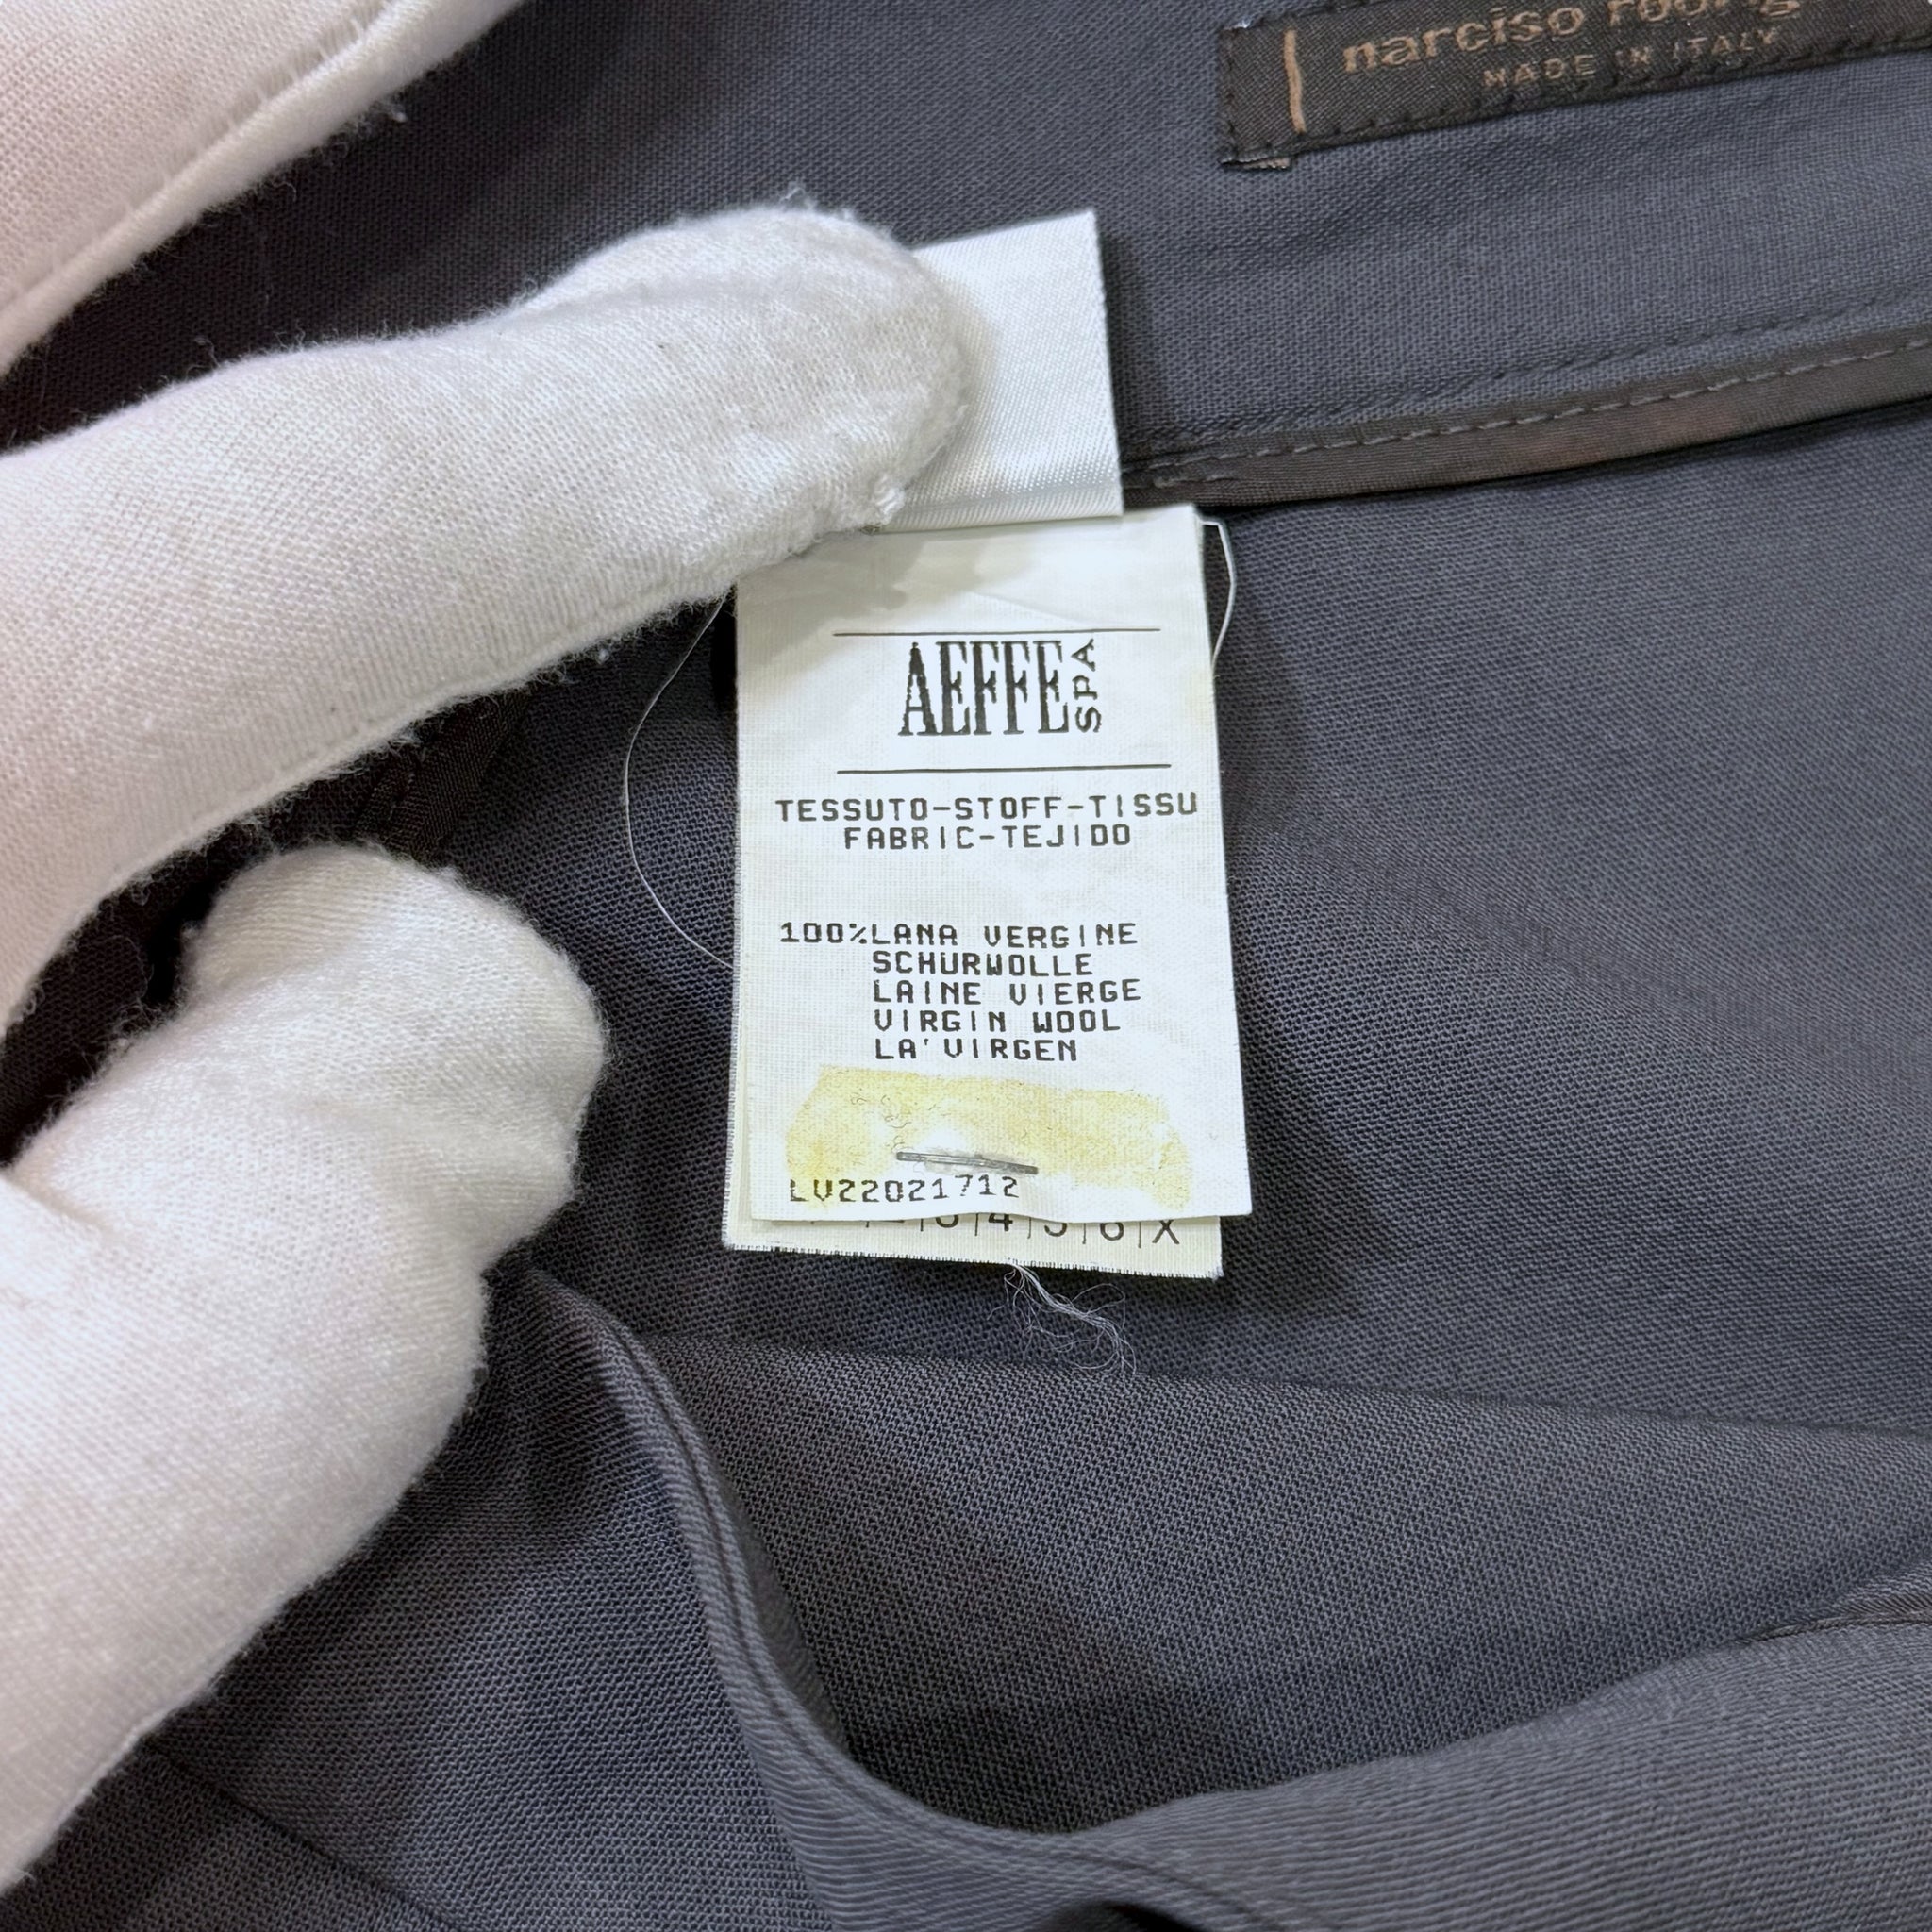 narciso
MADE IN ITALY
AEFFE SPA
TESSUTO-STOFF-TISSU
FABRIC-TEJIDO
100%LANA VERGINE
SCHURWOLLE
LAINE VIERGE
VIRGIN WOOL
LA'VIRGEN
LV22021712
4|5|6|X